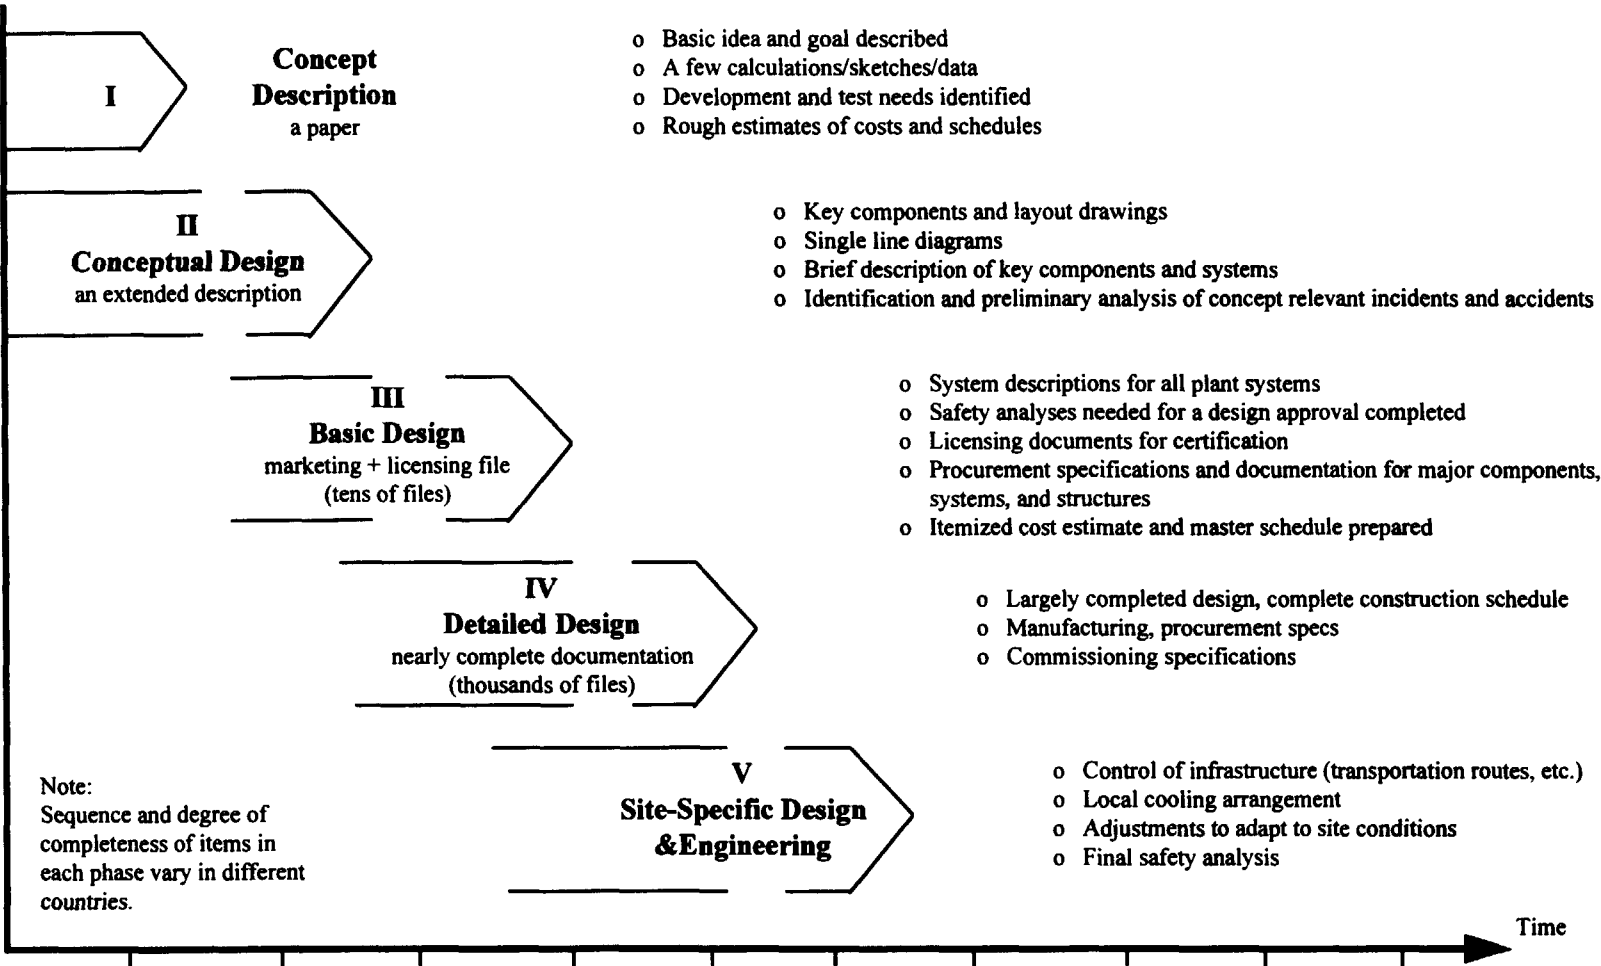 I
Concept
Description
a paper
o Basic idea and goal described
o A few calculations/sketches/data
o Development and test needs identified
o Rough estimates of costs and schedules
II
Conceptual Design
an extended description
o Key components and layout drawings
o Single line diagrams
o Brief description of key components and systems
o Identification and preliminary analysis of concept relevant incidents and accidents
III
Basic Design
marketing + licensing file
(tens of files)
o System descriptions for all plant systems
o Safety analyses needed for a design approval completed
o Licensing documents for certification
o Procurement specifications and documentation for major components,
systems, and structures
o Itemized cost estimate and master schedule prepared
IV
Detailed Design
nearly complete documentation
(thousands of files)
o Largely completed design, complete construction schedule
o Manufacturing, procurement specs
o Commissioning specifications
V
Site-Specific Design
&Engineering
o Control of infrastructure (transportation routes, etc.)
o Local cooling arrangement
o Adjustments to adapt to site conditions
o Final safety analysis
Note:
Sequence and degree of
completeness of items in
each phase vary in different
countries.
Time